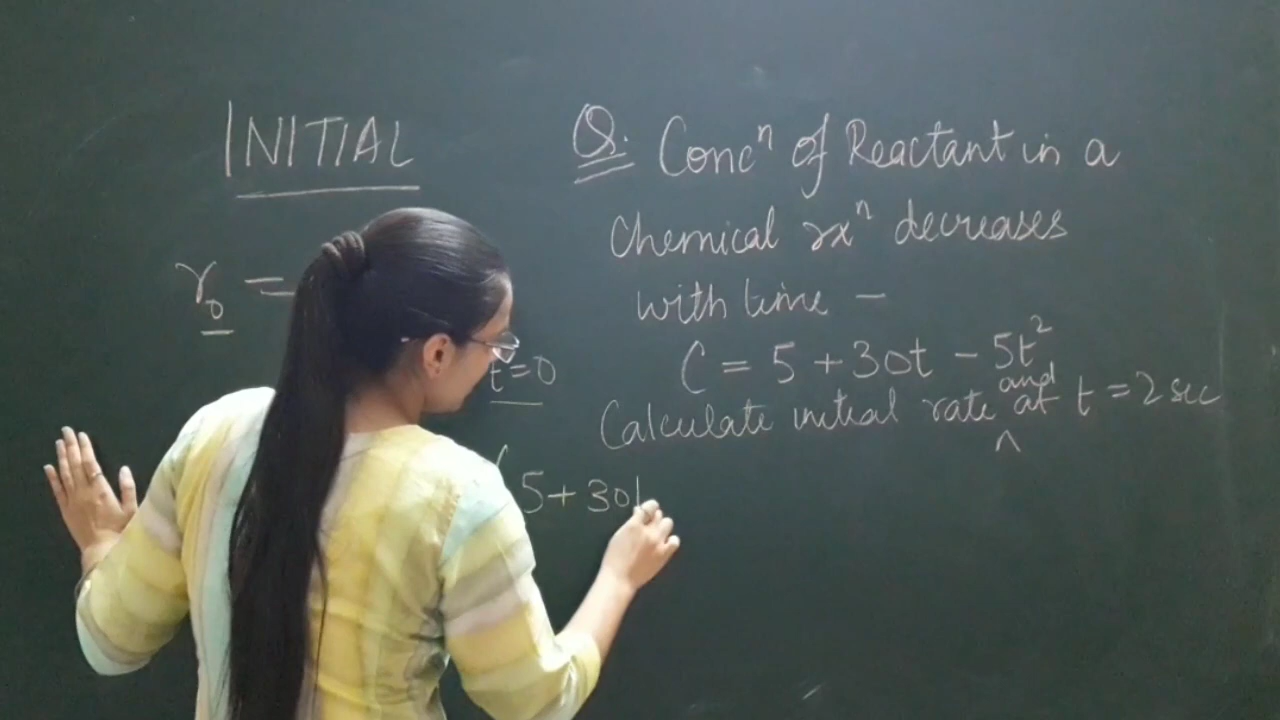 INITIAL
r₀ =
t=0
( 5+ 30t
Q. Concⁿ of Reactant in a
Chemical rxⁿ decreases
with time –
C = 5 + 30t – 5t²
Calculate initial rate and at t = 2 sec